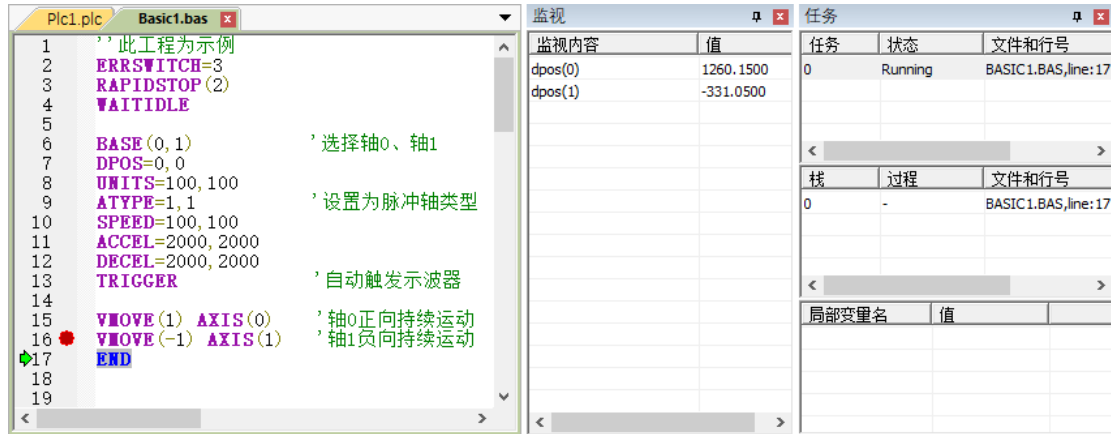 Plc1.plc Basic1.bas
1 ''此工程为示例
2 ERRSWITCH=3
3 RAPIDSTOP(2)
4 WAITIDLE
5
6 BASE(0,1) '选择轴0、轴1
7 DPOS=0,0
8 UNITS=100,100
9 ATYPE=1,1 '设置为脉冲轴类型
10 SPEED=100,100
11 ACCEL=2000,2000
12 DECEL=2000,2000
13 TRIGGER '自动触发示波器
14
15 VMOVE(1) AXIS(0) '轴0正向持续运动
16 VMOVE(-1) AXIS(1) '轴1负向持续运动
17 END
18
19
监视
监视内容 值
dpos(0) 1260.1500
dpos(1) -331.0500
任务
任务 状态 文件和行号
0 Running BASIC1.BAS,line:17
栈 过程 文件和行号
0 - BASIC1.BAS,line:17
局部变量名 值